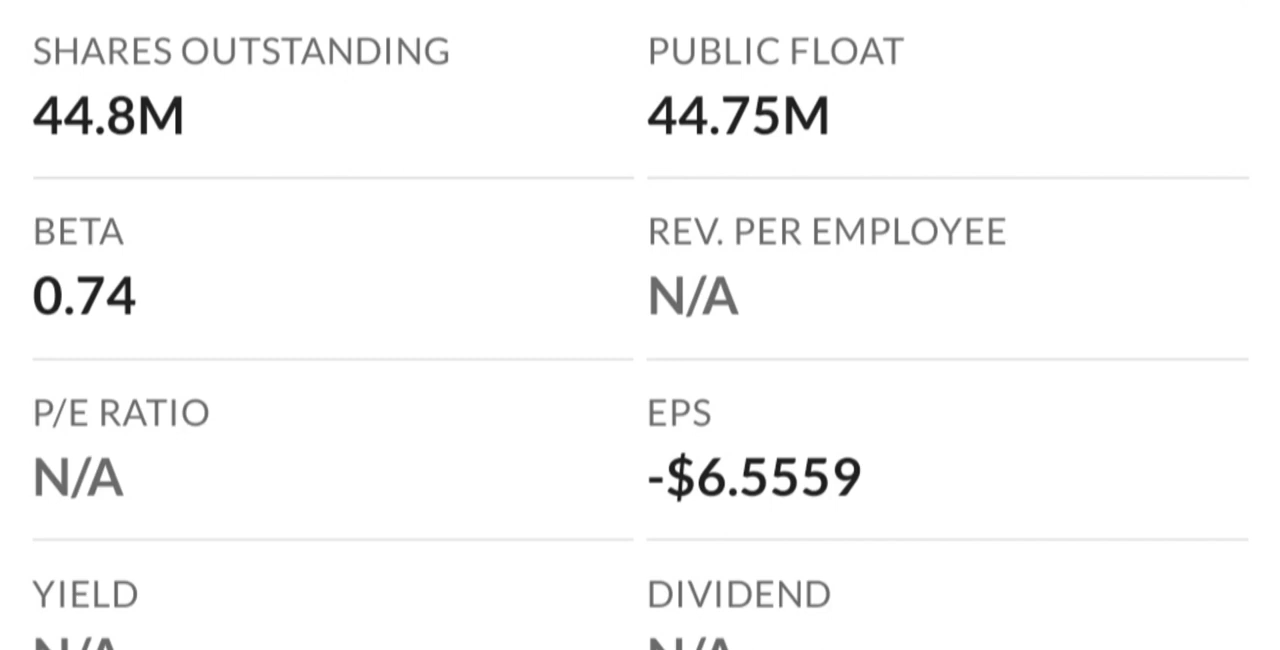 SHARES OUTSTANDING
44.8M
PUBLIC FLOAT
44.75M
BETA
0.74
REV. PER EMPLOYEE
N/A
P/E RATIO
N/A
EPS
-$6.5559
YIELD
N/A
DIVIDEND
N/A